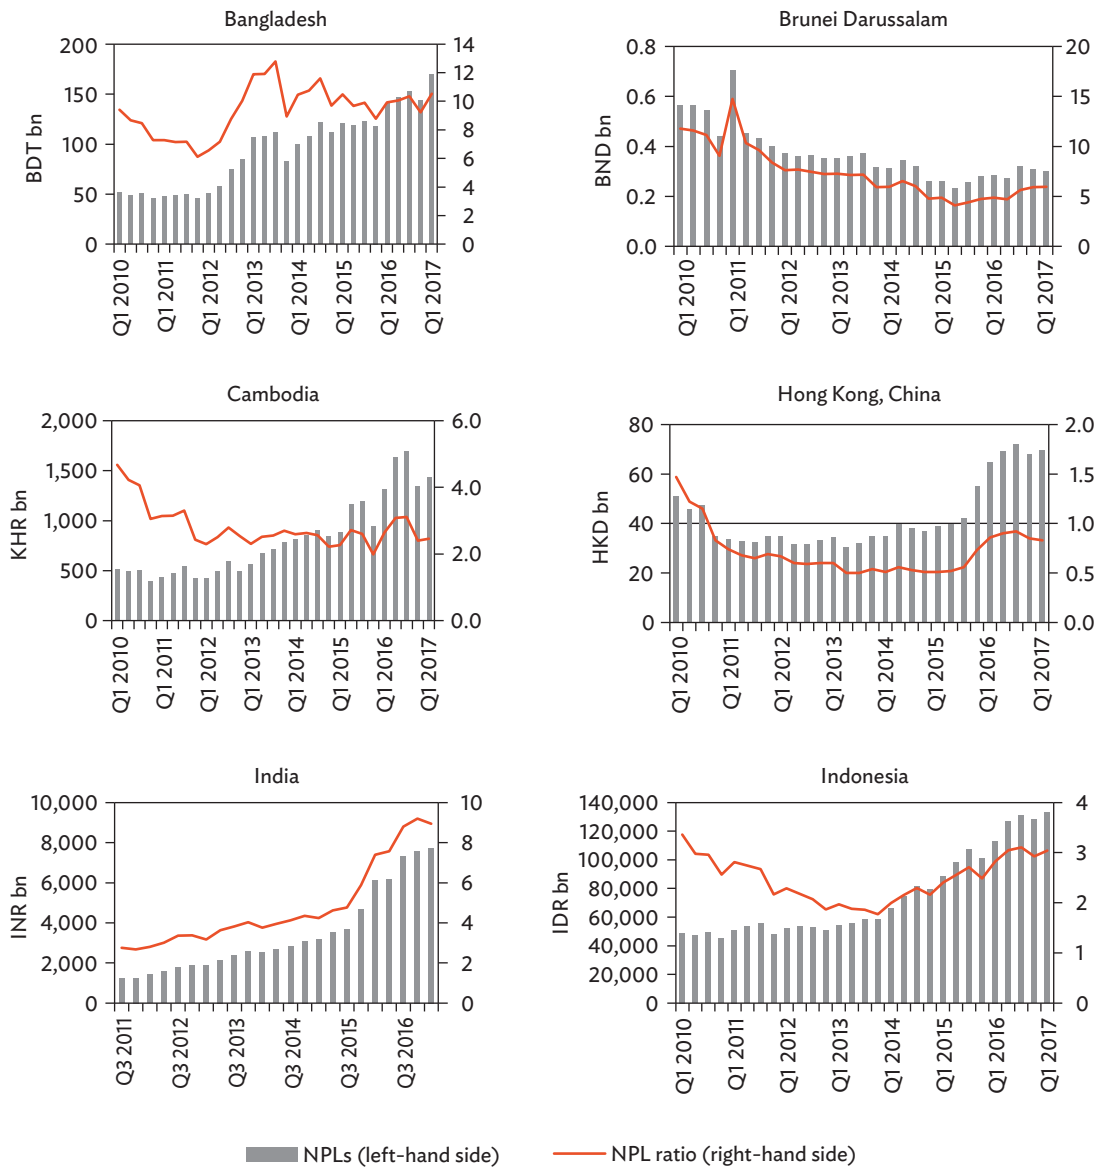 Bangladesh
BDT bn
200
150
100
50
0
14
12
10
8
6
4
2
0
Q1 2010
Q1 2011
Q1 2012
Q1 2013
Q1 2014
Q1 2015
Q1 2016
Q1 2017
Brunei Darussalam
BND bn
0.8
0.6
0.4
0.2
0.0
20
15
10
5
0
Q1 2010
Q1 2011
Q1 2012
Q1 2013
Q1 2014
Q1 2015
Q1 2016
Q1 2017
Cambodia
KHR bn
2,000
1,500
1,000
500
0
6.0
4.0
2.0
0.0
Q1 2010
Q1 2011
Q1 2012
Q1 2013
Q1 2014
Q1 2015
Q1 2016
Q1 2017
Hong Kong, China
HKD bn
80
60
40
20
0
2.0
1.5
1.0
0.5
0.0
Q1 2010
Q1 2011
Q1 2012
Q1 2013
Q1 2014
Q1 2015
Q1 2016
Q1 2017
India
INR bn
10,000
8,000
6,000
4,000
2,000
0
10
8
6
4
2
0
Q3 2011
Q3 2012
Q3 2013
Q3 2014
Q3 2015
Q3 2016
Indonesia
IDR bn
140,000
120,000
100,000
80,000
60,000
40,000
20,000
0
4
3
2
1
0
Q1 2010
Q1 2011
Q1 2012
Q1 2013
Q1 2014
Q1 2015
Q1 2016
Q1 2017
NPLs (left-hand side)
NPL ratio (right-hand side)